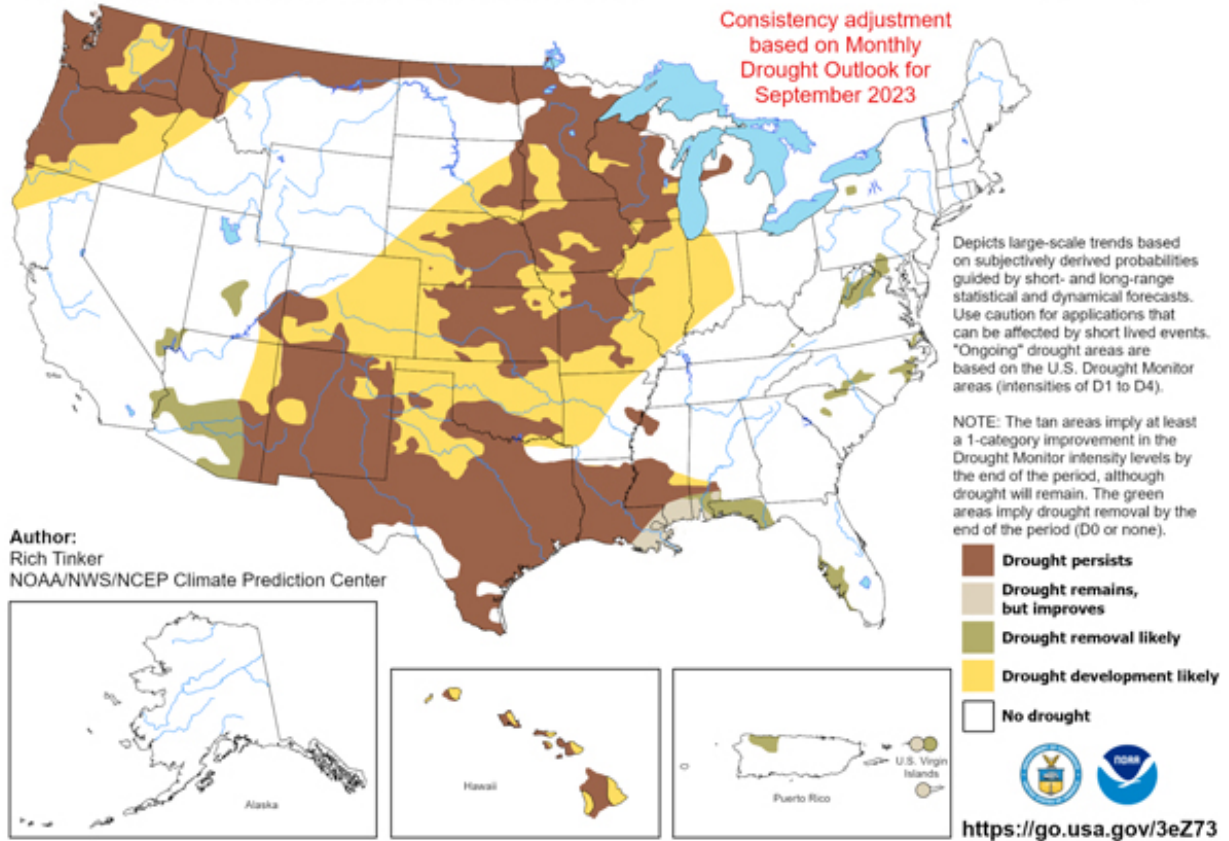 Consistency adjustment
based on Monthly
Drought Outlook for
September 2023
Depicts large-scale trends based
on subjectively derived probabilities
guided by short- and long-range
statistical and dynamical forecasts.
Use caution for applications that
can be affected by short lived events.
"Ongoing" drought areas are
based on the U.S. Drought Monitor
areas (intensities of D1 to D4).
NOTE: The tan areas imply at least
a 1-category improvement in the
Drought Monitor intensity levels by
the end of the period, although
drought will remain. The green
areas imply drought removal by the
end of the period (D0 or none).
Author:
Rich Tinker
NOAA/NWS/NCEP Climate Prediction Center
Drought persists
Drought remains,
but improves
Drought removal likely
Drought development likely
No drought
Alaska
Hawaii
Puerto Rico
U.S. Virgin
Islands
NOAA
https://go.usa.gov/3eZ73